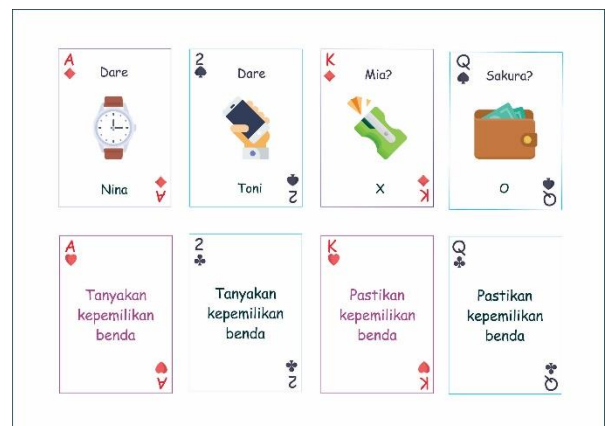 A
Dare
Nina
A
2
Dare
Toni
2
K
Mia?
X
K
Q
Sakura?
O
Q
A
Tanyakan
kepemilikan
benda
A
2
Tanyakan
kepemilikan
benda
2
K
Pastikan
kepemilikan
benda
K
Q
Pastikan
kepemilikan
benda
Q